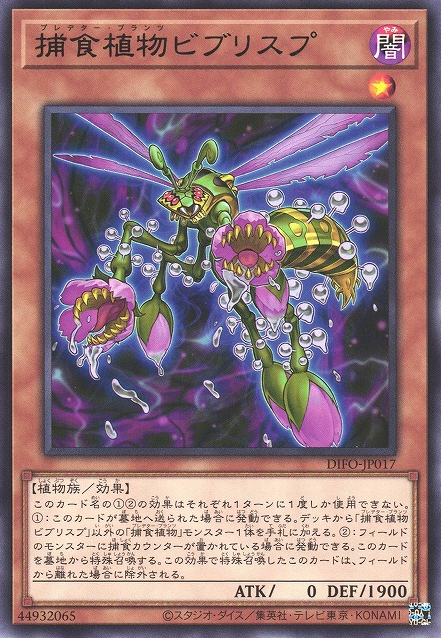 プレデター・プランツ
捕食植物ビブリスプ
やみ
闇
DIFO-JP017
【植物族／効果】
このカード名の①②の効果はそれぞれ1ターンに1度しか使用できない。
①：このカードが墓地へ送られた場合に発動できる。デッキから「捕食植物
ビブリスプ」以外の「捕食植物」モンスター1体を手札に加える。②：フィールド
のモンスターに捕食カウンターが置かれている場合に発動できる。このカード
を墓地から特殊召喚する。この効果で特殊召喚したこのカードは、フィールド
から離れた場合に除外される。
ATK/ 0 DEF/1900
44932065
©スタジオ・ダイス／集英社・テレビ東京・KONAMI